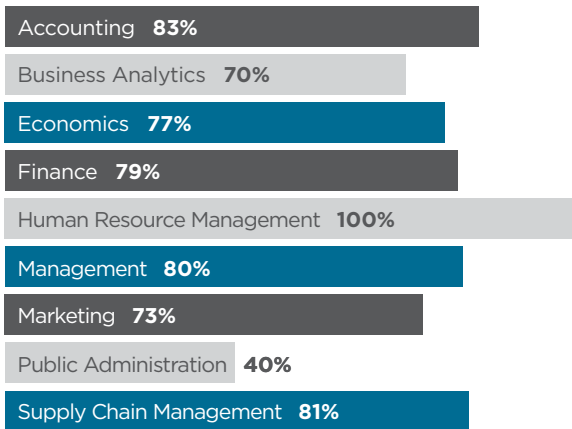 Accounting 83%
Business Analytics 70%
Economics 77%
Finance 79%
Human Resource Management 100%
Management 80%
Marketing 73%
Public Administration 40%
Supply Chain Management 81%